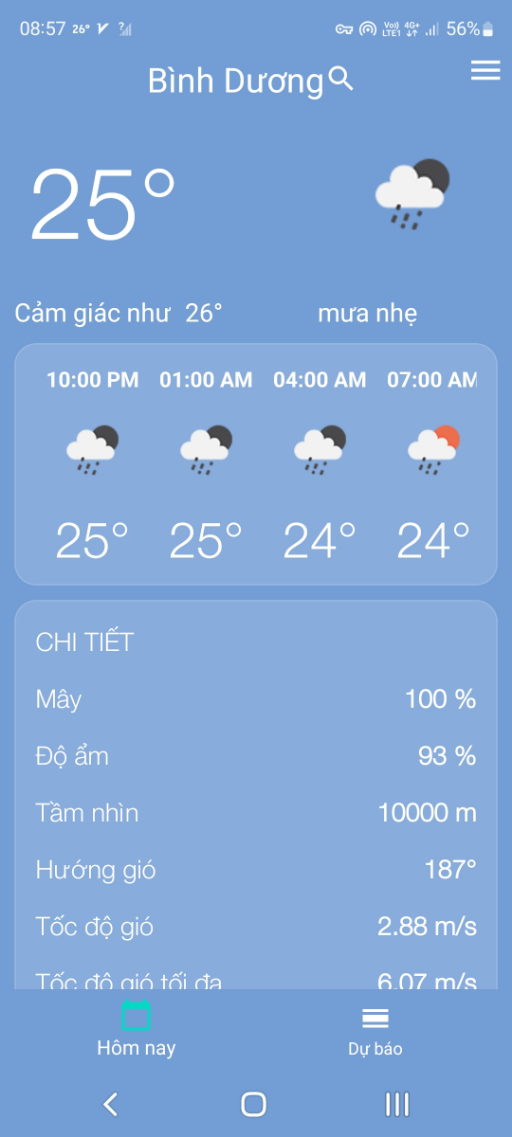 08:57 26° ? 56%
Bình Dương
25°
Cảm giác như 26° mưa nhẹ
10:00 PM 01:00 AM 04:00 AM 07:00 AM
25° 25° 24° 24°
CHI TIẾT
Mây 100 %
Độ ẩm 93 %
Tầm nhìn 10000 m
Hướng gió 187°
Tốc độ gió 2.88 m/s
Tốc độ gió tối đa 6.07 m/s
Hôm nay Dự báo